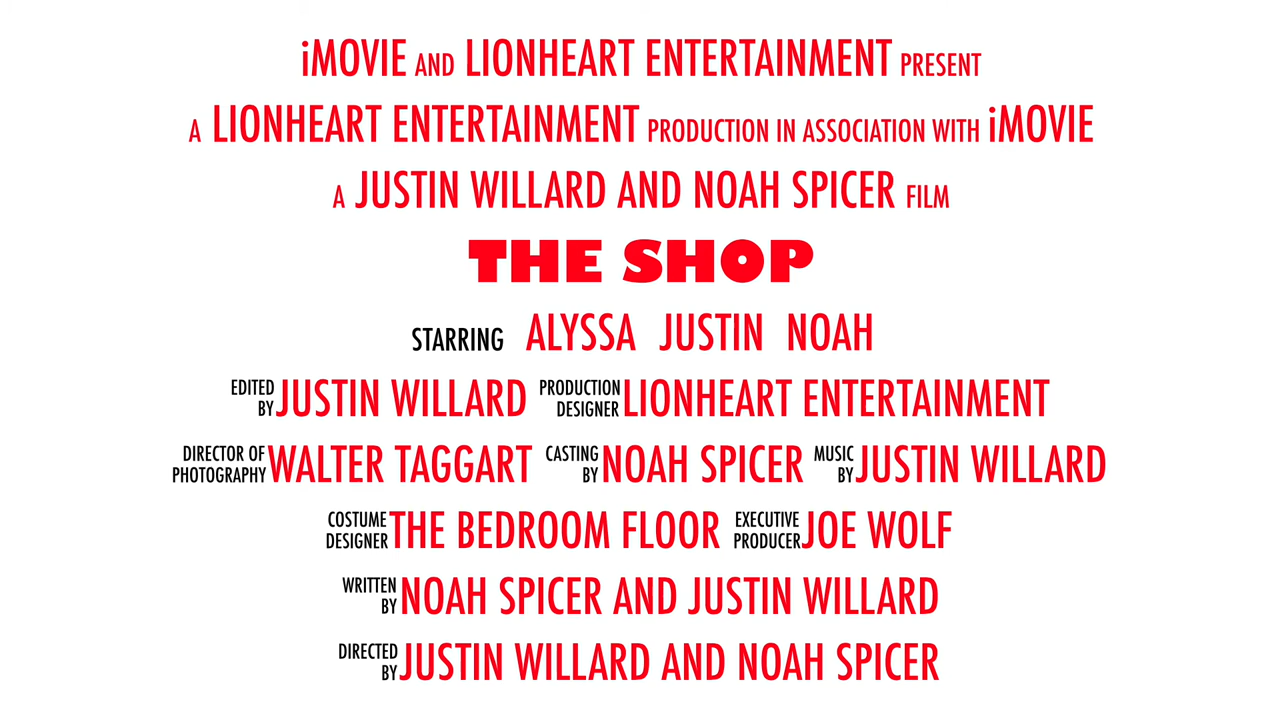 iMOVIE AND LIONHEART ENTERTAINMENT PRESENT
A LIONHEART ENTERTAINMENT PRODUCTION IN ASSOCIATION WITH iMOVIE
A JUSTIN WILLARD AND NOAH SPICER FILM
THE SHOP
STARRING ALYSSA JUSTIN NOAH
EDITED BY JUSTIN WILLARD PRODUCTION DESIGNER LIONHEART ENTERTAINMENT
DIRECTOR OF PHOTOGRAPHY WALTER TAGGART CASTING BY NOAH SPICER MUSIC BY JUSTIN WILLARD
COSTUME DESIGNER THE BEDROOM FLOOR EXECUTIVE PRODUCER JOE WOLF
WRITTEN BY NOAH SPICER AND JUSTIN WILLARD
DIRECTED BY JUSTIN WILLARD AND NOAH SPICER